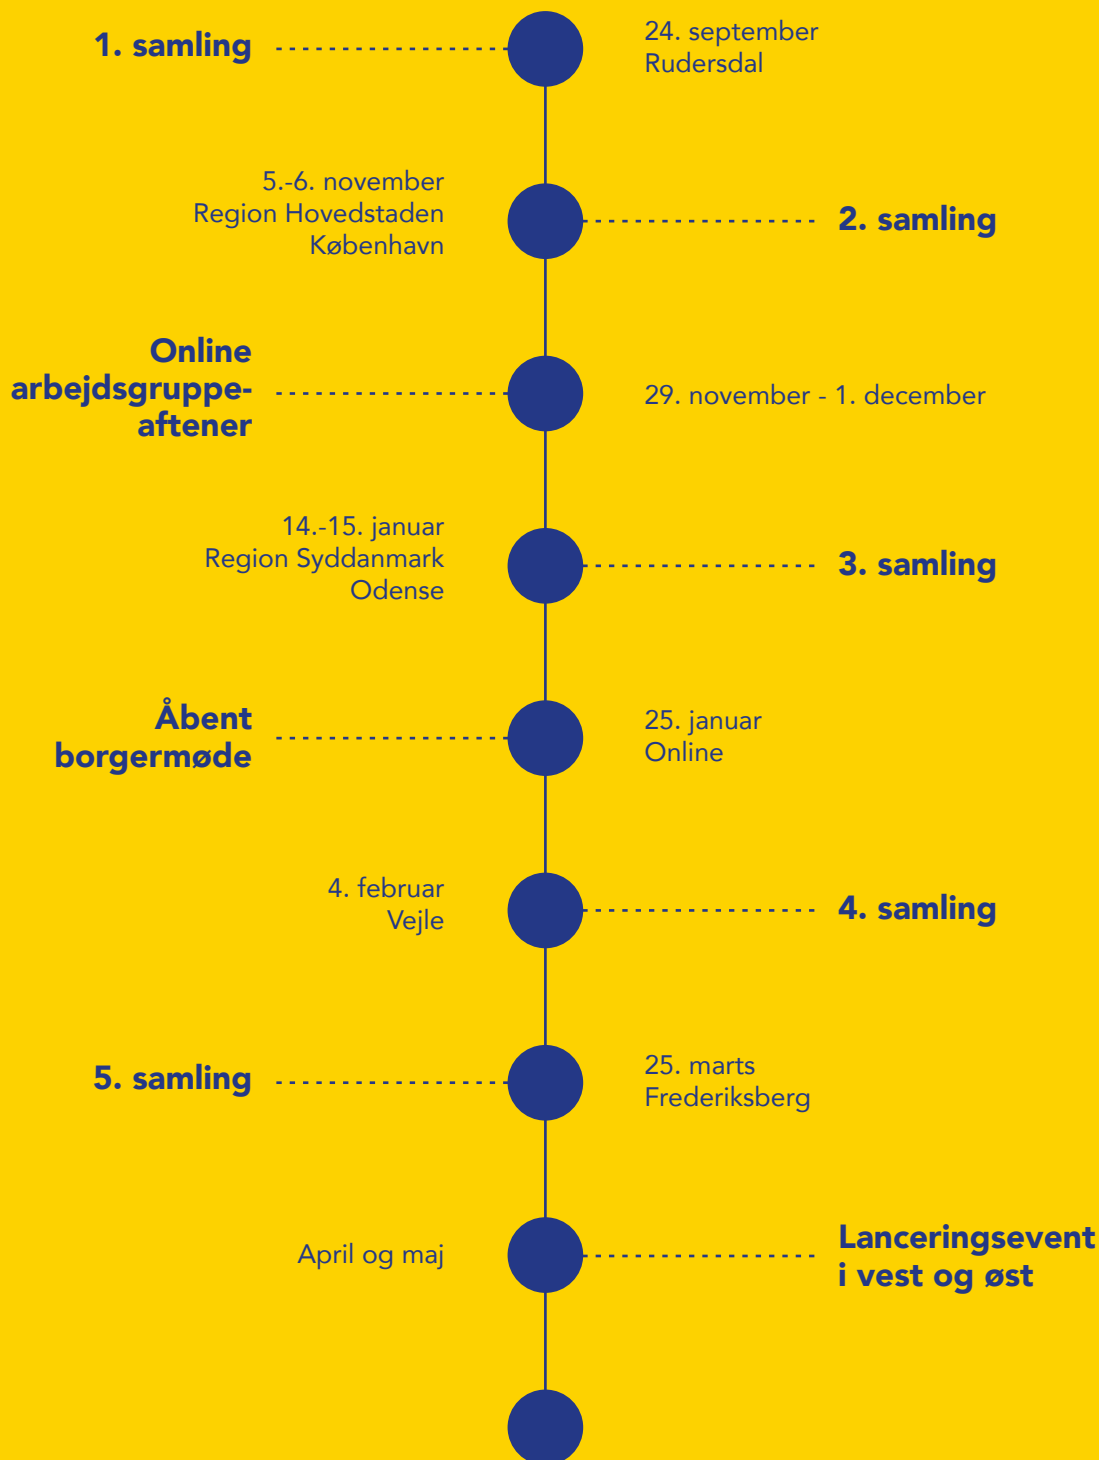 1. samling
24. september
Rudersdal
5.-6. november
Region Hovedstaden
København
2. samling
Online
arbejdsgruppe-
aftener
29. november - 1. december
14.-15. januar
Region Syddanmark
Odense
3. samling
Åbent
borgermøde
25. januar
Online
4. februar
Vejle
4. samling
5. samling
25. marts
Frederiksberg
April og maj
Lanceringsevent
i vest og øst